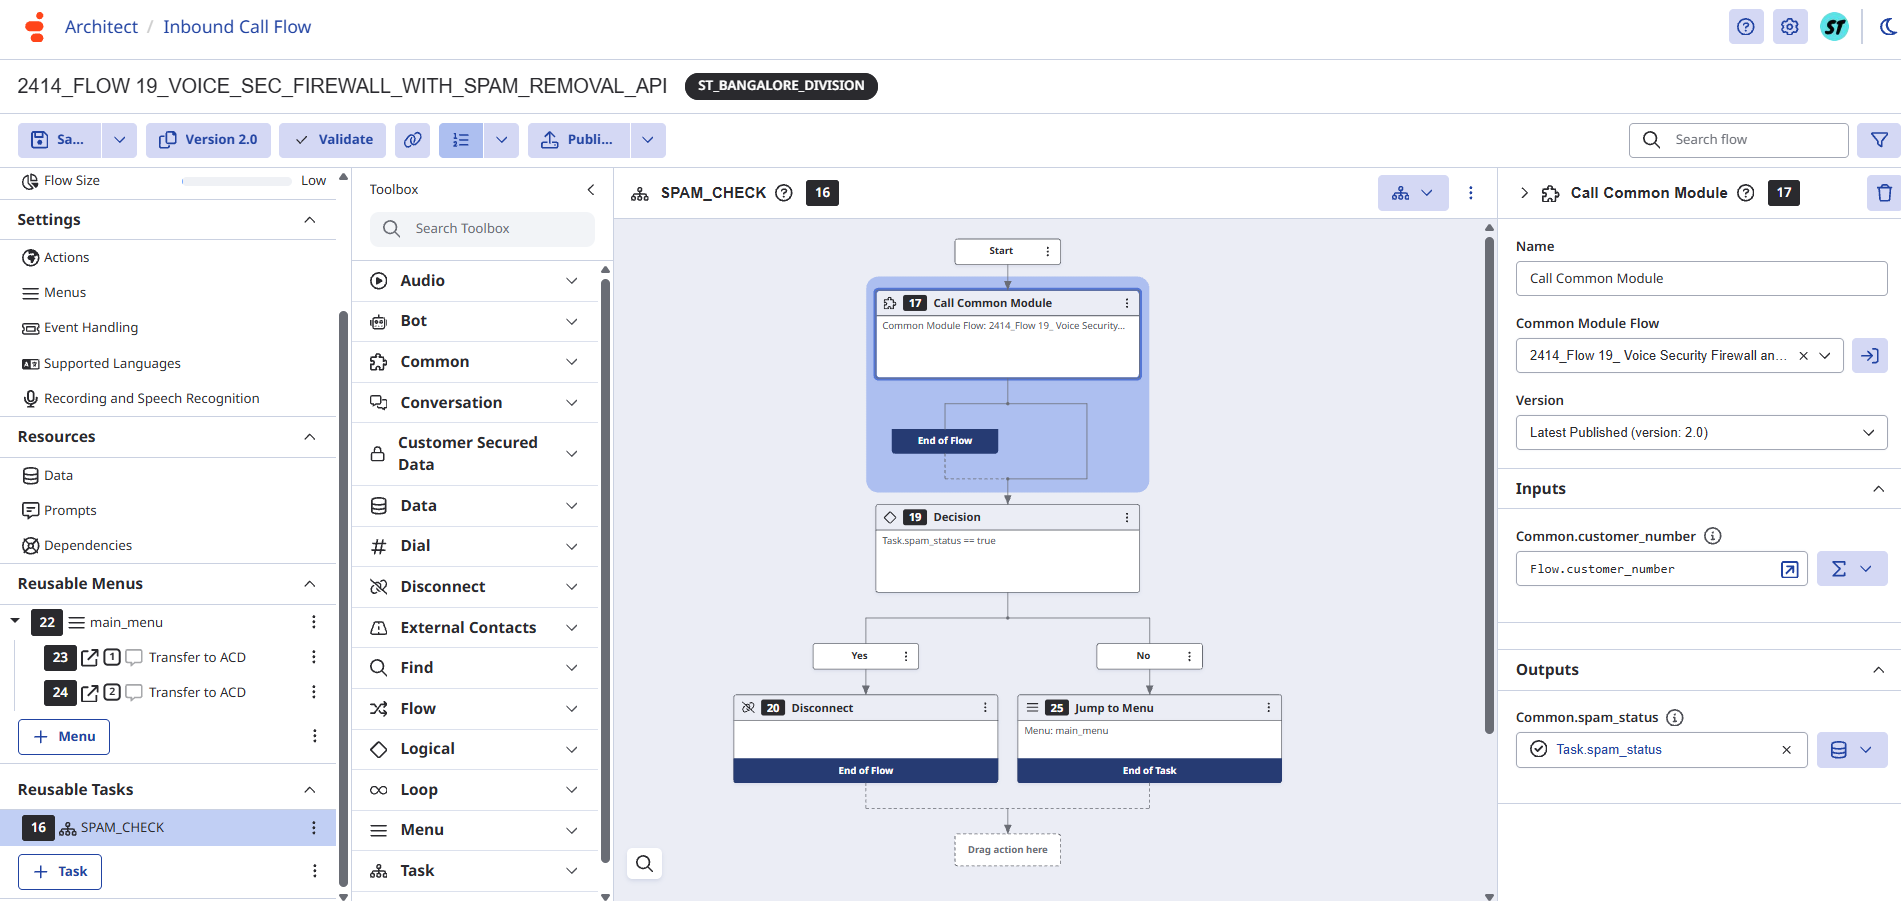 Architect / Inbound Call Flow
ST
2414_FLOW 19_VOICE_SEC_FIREWALL_WITH_SPAM_REMOVAL_API
ST_BANGALORE_DIVISION
Sa...
Version 2.0
Validate
Publi...
Search flow
Flow Size
Low
Settings
Actions
Menus
Event Handling
Supported Languages
Recording and Speech Recognition
Resources
Data
Prompts
Dependencies
Reusable Menus
22 main_menu
23 1 Transfer to ACD
24 2 Transfer to ACD
+ Menu
Reusable Tasks
16 SPAM_CHECK
+ Task
Toolbox
Search Toolbox
Audio
Bot
Common
Conversation
Customer Secured
Data
Data
Dial
Disconnect
External Contacts
Find
Flow
Logical
Loop
Menu
Task
SPAM_CHECK 16
Start
17 Call Common Module
Common Module Flow: 2414_Flow 19_ Voice Security...
End of Flow
19 Decision
Task.spam_status == true
Yes
No
20 Disconnect
End of Flow
25 Jump to Menu
Menu: main_menu
End of Task
Drag action here
Call Common Module 17
Name
Call Common Module
Common Module Flow
2414_Flow 19_ Voice Security Firewall an...
Version
Latest Published (version: 2.0)
Inputs
Common.customer_number
Flow.customer_number
Outputs
Common.spam_status
Task.spam_status